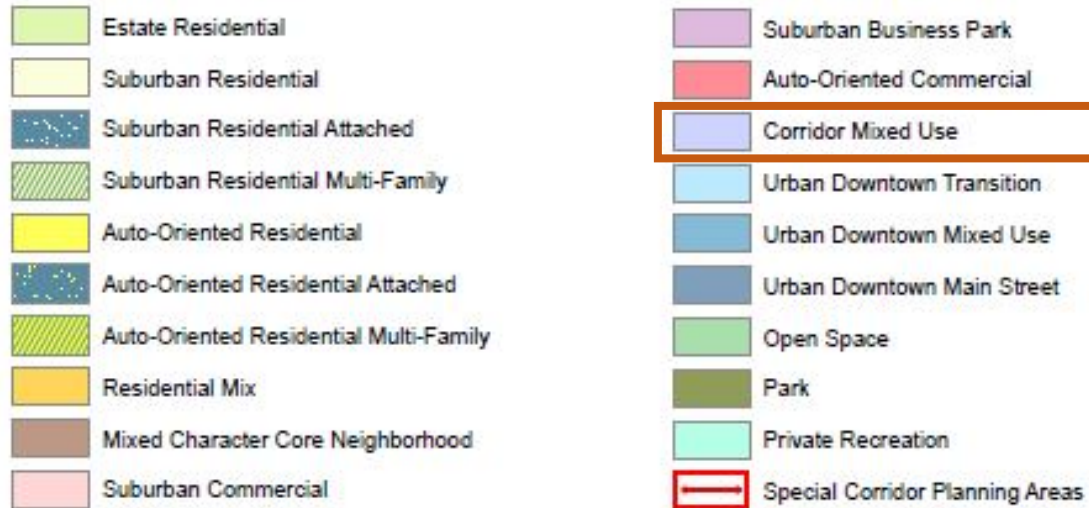 Estate Residential
Suburban Residential
Suburban Residential Attached
Suburban Residential Multi-Family
Auto-Oriented Residential
Auto-Oriented Residential Attached
Auto-Oriented Residential Multi-Family
Residential Mix
Mixed Character Core Neighborhood
Suburban Commercial
Suburban Business Park
Auto-Oriented Commercial
Corridor Mixed Use
Urban Downtown Transition
Urban Downtown Mixed Use
Urban Downtown Main Street
Open Space
Park
Private Recreation
Special Corridor Planning Areas